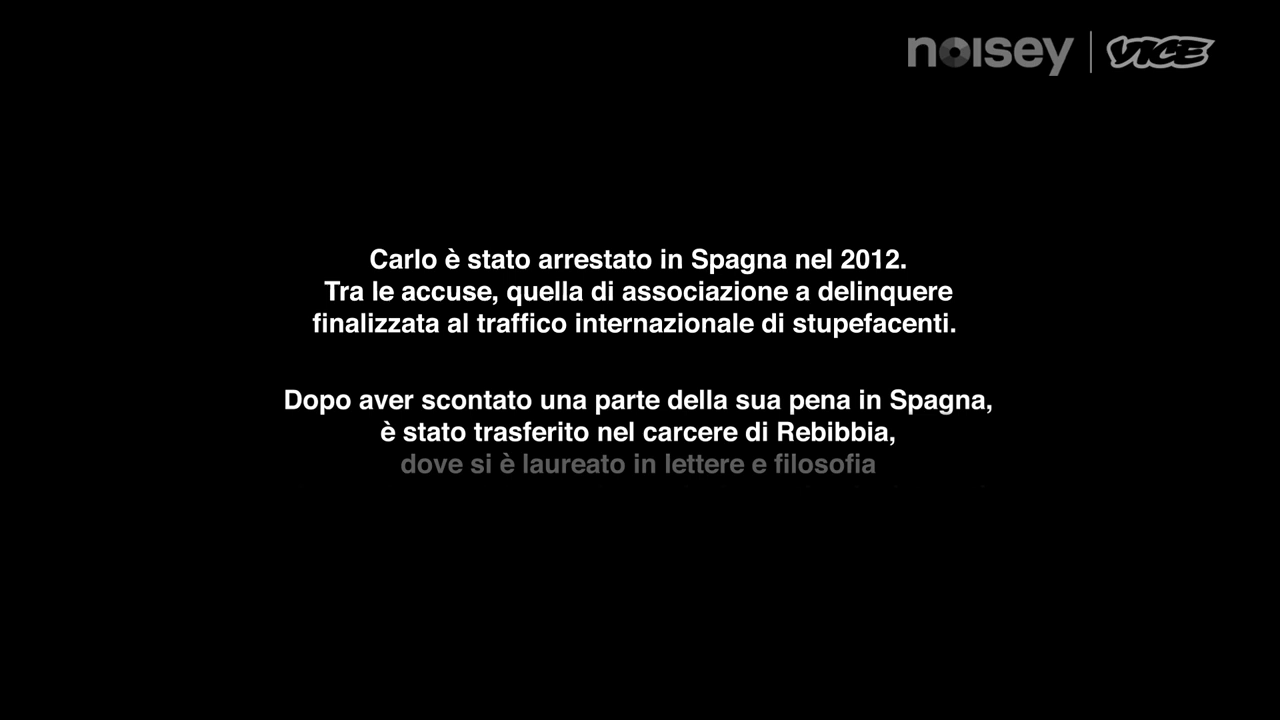 noisey | VICE
Carlo è stato arrestato in Spagna nel 2012.
Tra le accuse, quella di associazione a delinquere
finalizzata al traffico internazionale di stupefacenti.
Dopo aver scontato una parte della sua pena in Spagna,
è stato trasferito nel carcere di Rebibbia,
dove si è laureato in lettere e filosofia